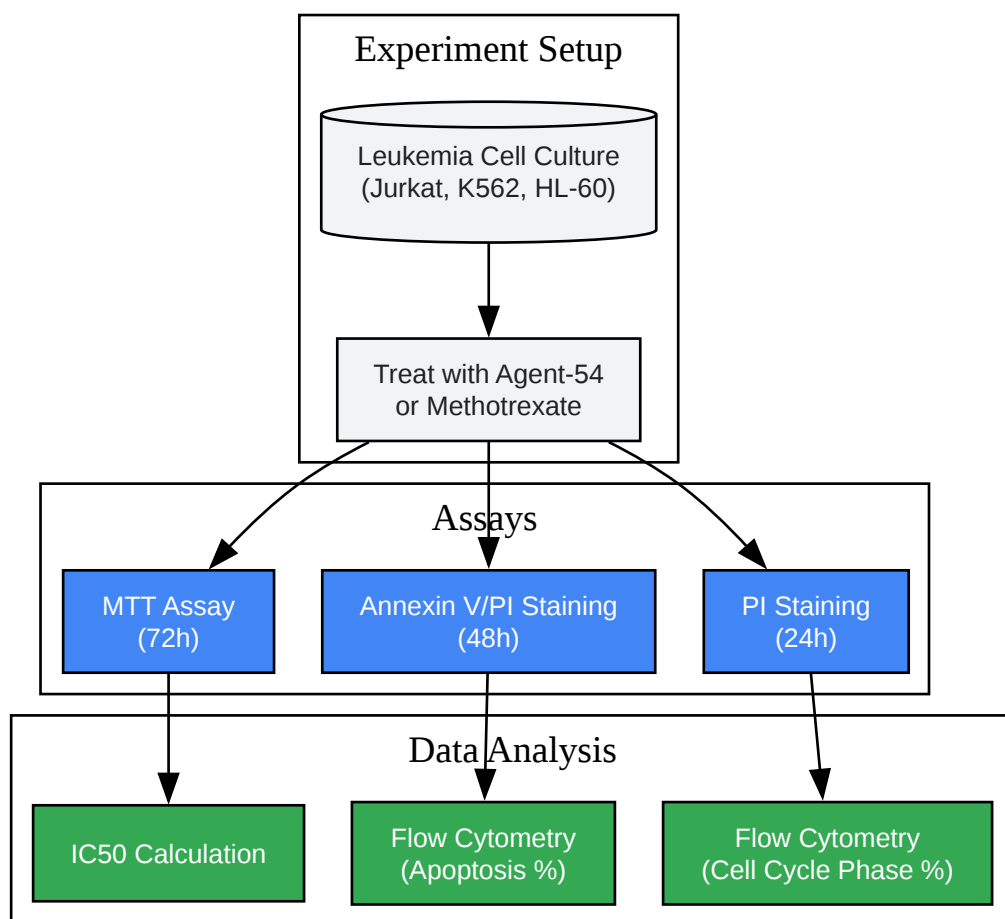 Experiment Setup
Leukemia Cell Culture
(Jurkat, K562, HL-60)
Treat with Agent-54
or Methotrexate
Assays
MTT Assay
(72h)
Annexin V/PI Staining
(48h)
PI Staining
(24h)
Data Analysis
IC50 Calculation
Flow Cytometry
(Apoptosis %)
Flow Cytometry
(Cell Cycle Phase %)